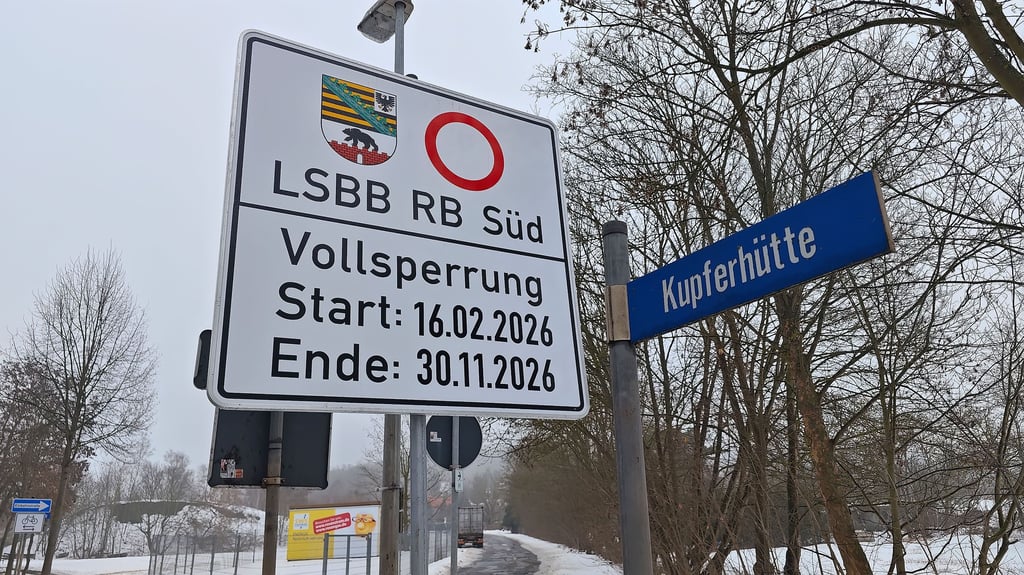 LSBB RB Süd
Vollsperrung
Start: 16.02.2026
Ende: 30.11.2026
Kupferhütte